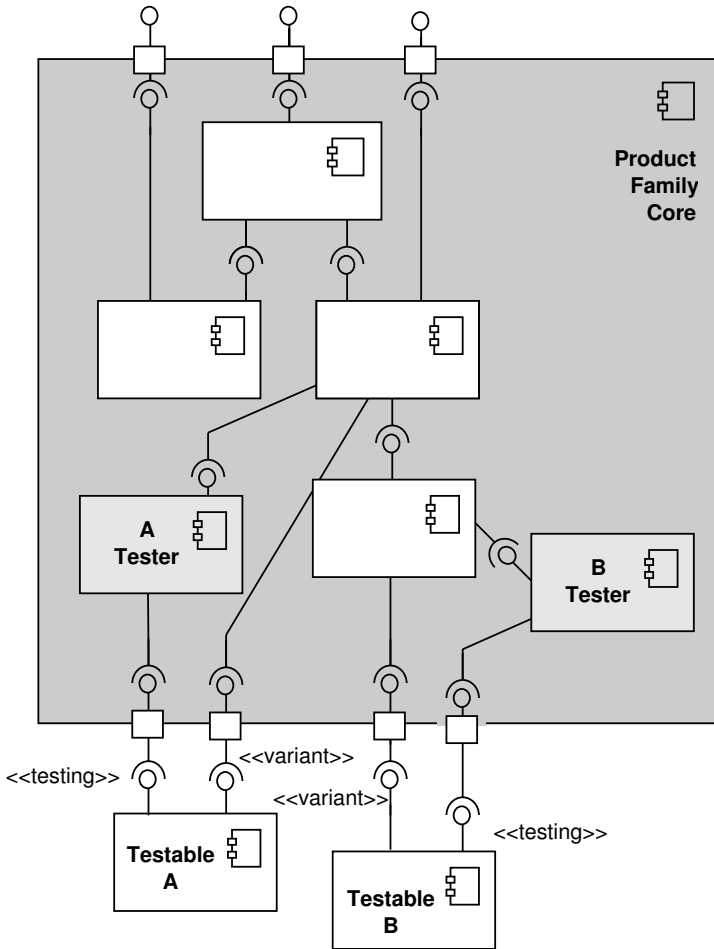 Product
Family
Core
A
Tester
B
Tester
<<testing>>
<<variant>>
<<variant>>
<<testing>>
Testable
A
Testable
B